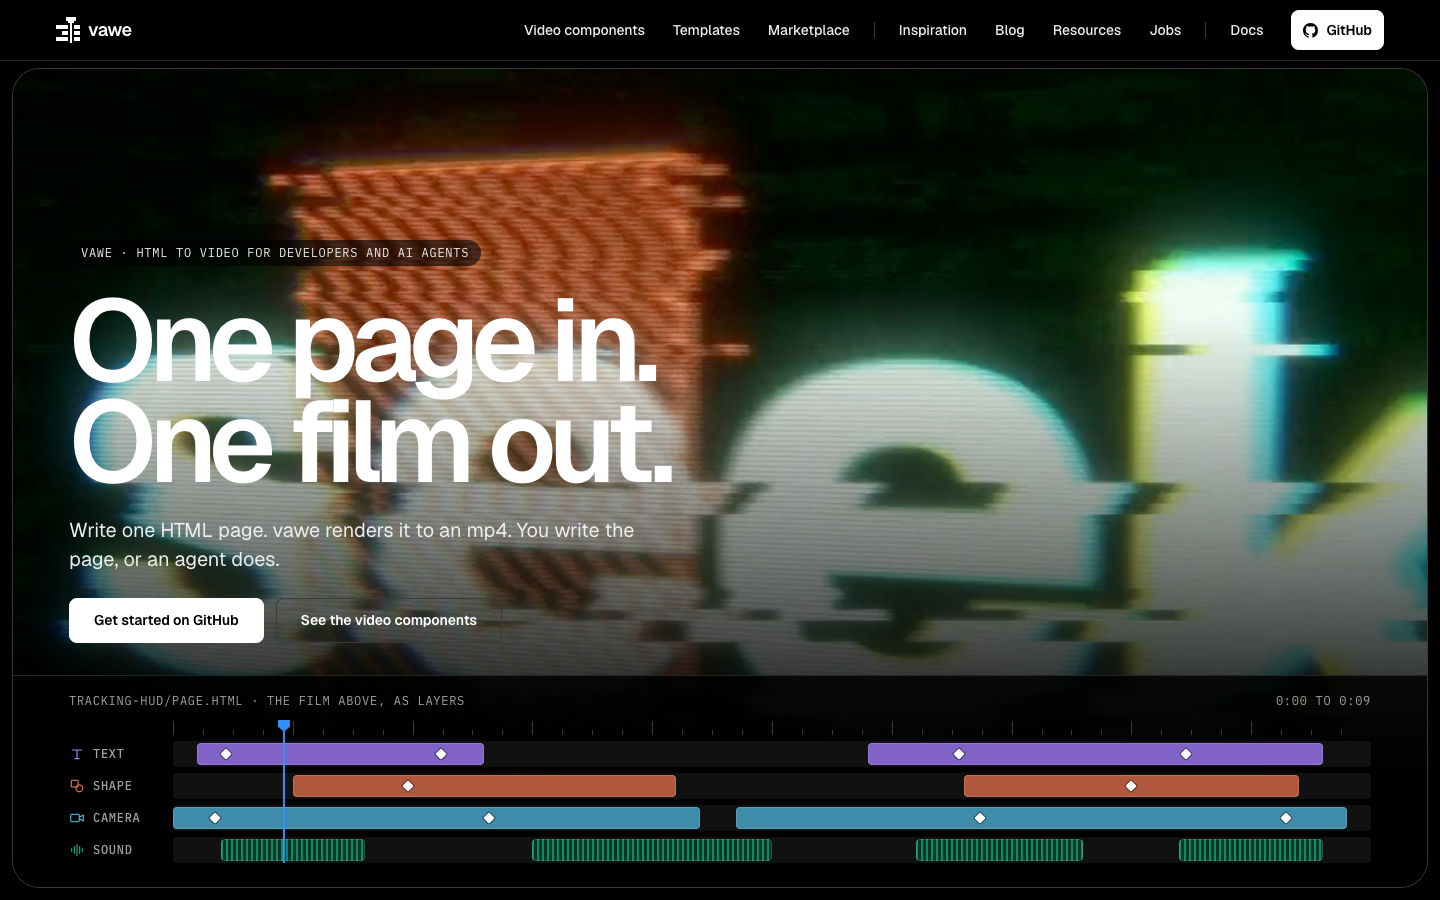 vawe
Video components
Templates
Marketplace
Inspiration
Blog
Resources
Jobs
Docs
GitHub
VAWE · HTML TO VIDEO FOR DEVELOPERS AND AI AGENTS
One page in.
One film out.
Write one HTML page. vawe renders it to an mp4. You write the
page, or an agent does.
Get started on GitHub
See the video components
TRACKING-HUD/PAGE.HTML · THE FILM ABOVE, AS LAYERS
0:00 TO 0:09
TEXT
SHAPE
CAMERA
SOUND